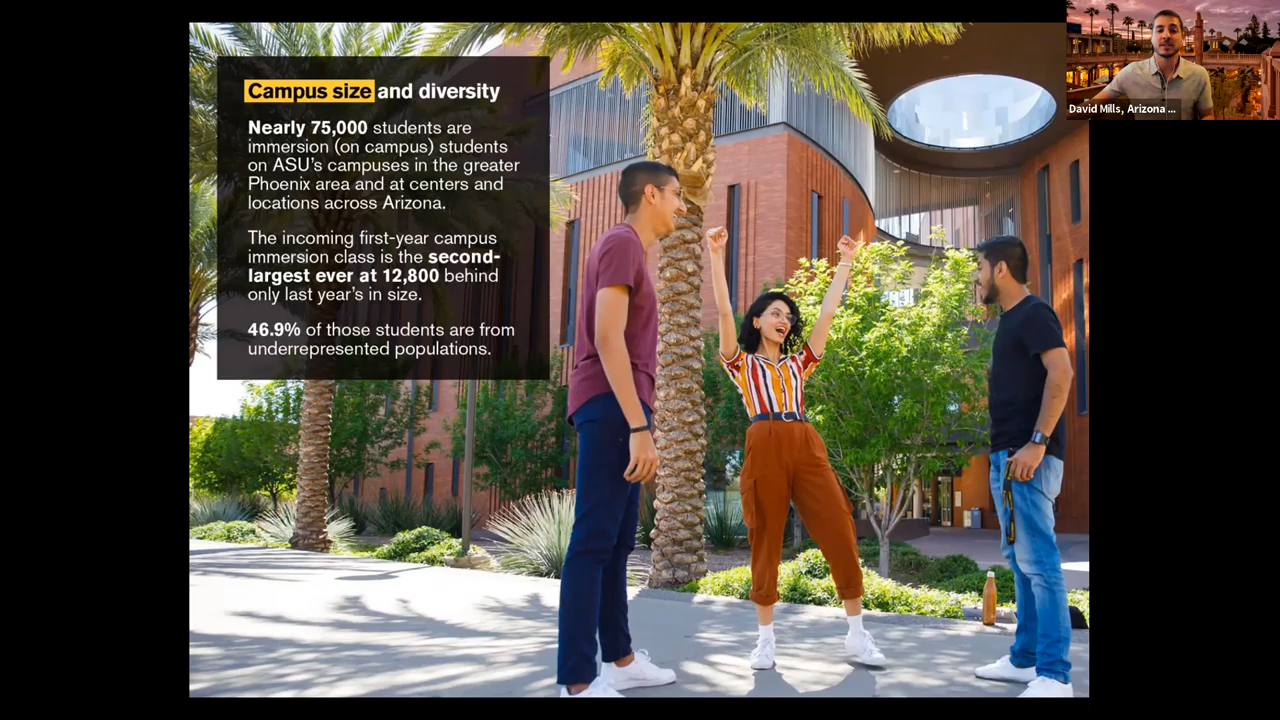 Campus size and diversity
Nearly 75,000 students are
immersion (on campus) students
on ASU's campuses in the greater
Phoenix area and at centers and
locations across Arizona.
The incoming first-year campus
immersion class is the second-
largest ever at 12,800 behind
only last year's in size.
46.9% of those students are from
underrepresented populations.
David Mills, Arizona ...